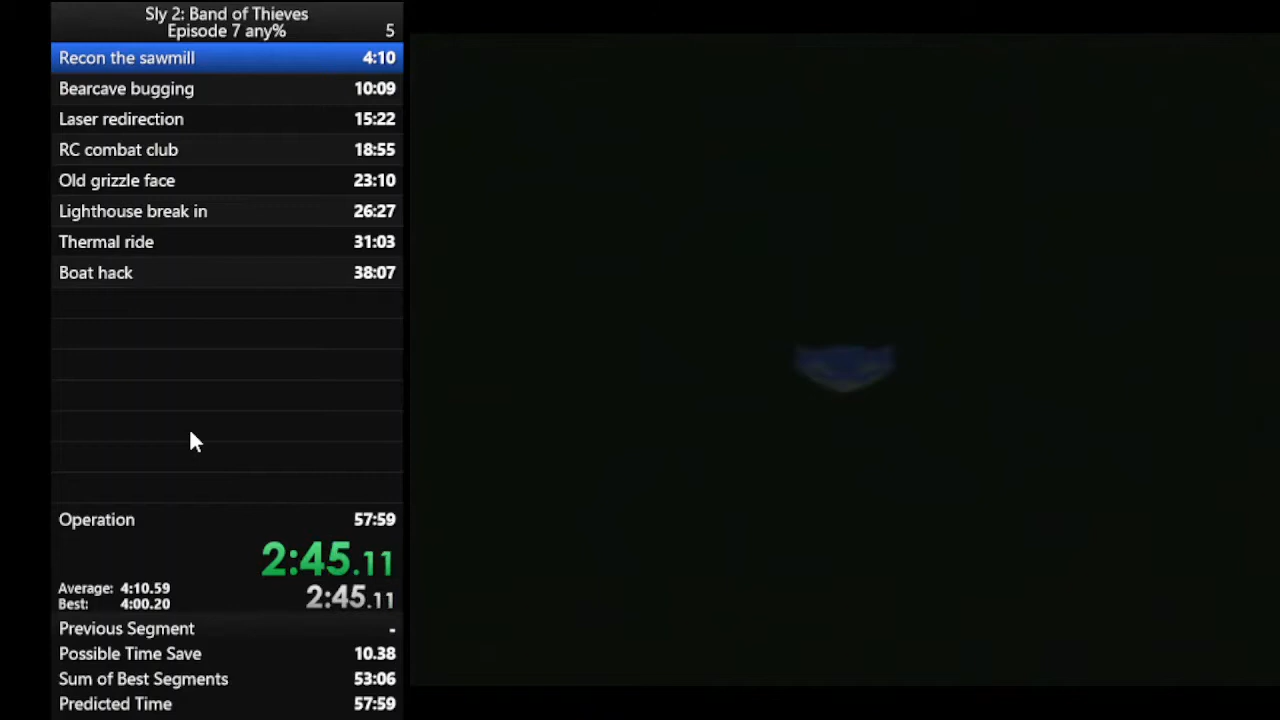 Sly 2: Band of Thieves
Episode 7 any% 5
Recon the sawmill 4:10
Bearcave bugging 10:09
Laser redirection 15:22
RC combat club 18:55
Old grizzle face 23:10
Lighthouse break in 26:27
Thermal ride 31:03
Boat hack 38:07
Operation 57:59
2:45.11
Average: 4:10.59
Best: 4:00.20
2:45.11
Previous Segment -
Possible Time Save 10.38
Sum of Best Segments 53:06
Predicted Time 57:59